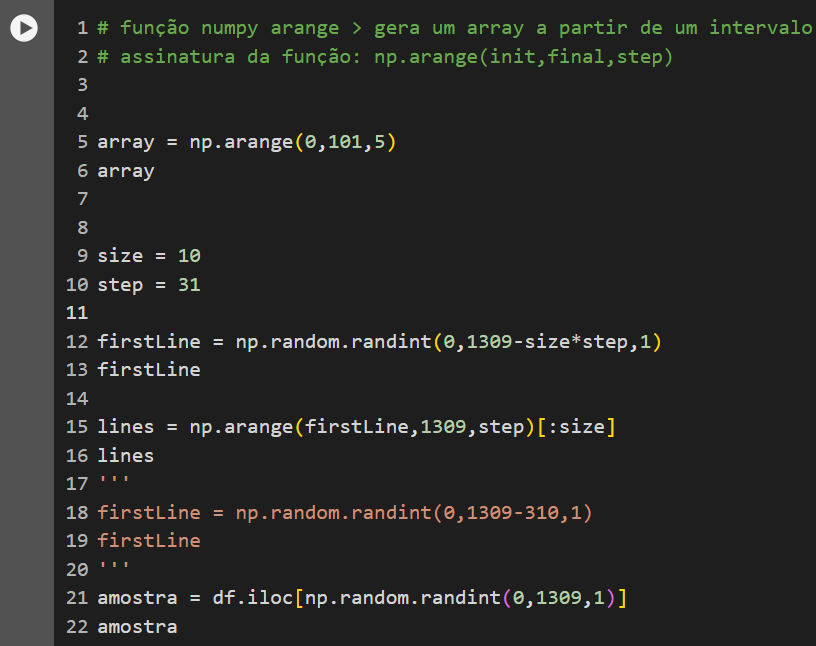 1 # função numpy arange > gera um array a partir de um intervalo
2 # assinatura da função: np.arange(init,final,step)
3
4
5 array = np.arange(0,101,5)
6 array
7
8
9 size = 10
10 step = 31
11
12 firstLine = np.random.randint(0,1309-size*step,1)
13 firstLine
14
15 lines = np.arange(firstLine,1309,step)[:size]
16 lines
17 '''
18 firstLine = np.random.randint(0,1309-310,1)
19 firstLine
20 '''
21 amostra = df.iloc[np.random.randint(0,1309,1)]
22 amostra